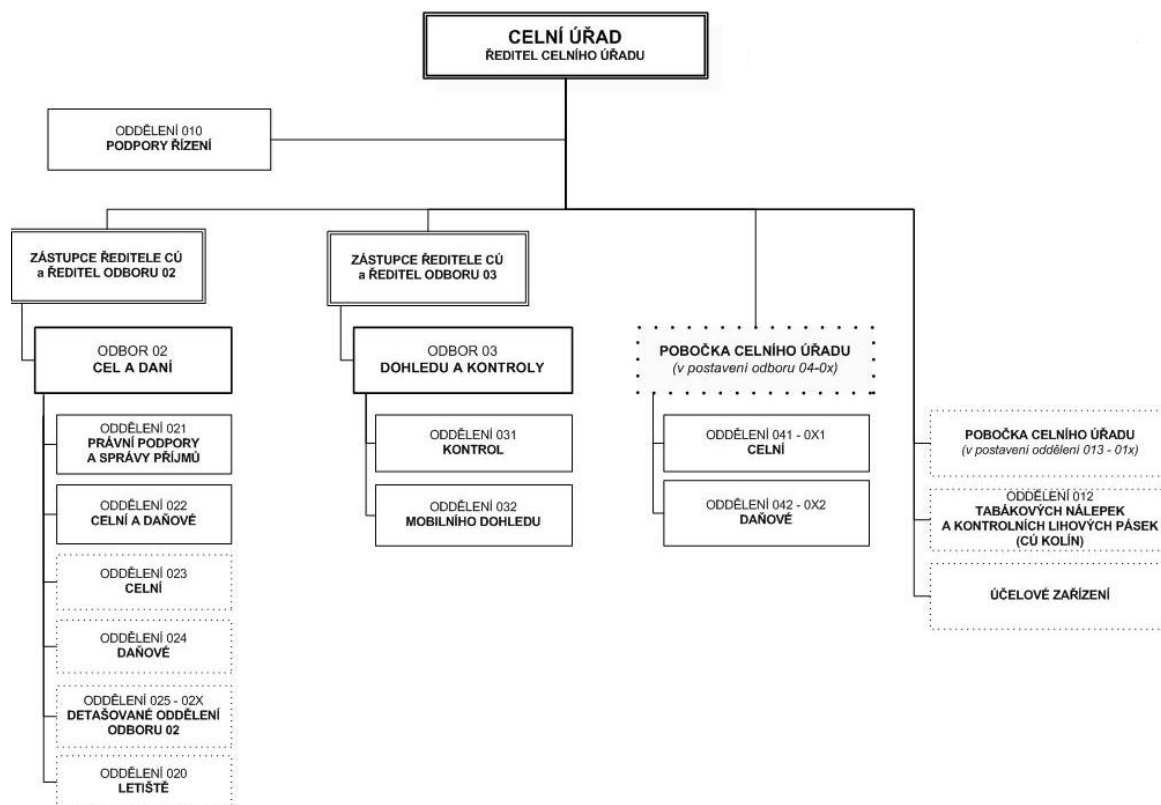 CELNÍ ÚŘAD
ŘEDITEL CELNÍHO ÚŘADU
ODDĚLENÍ 010
PODPORY ŘÍZENÍ
ZÁSTUPCE ŘEDITELE CÚ
a ŘEDITEL ODBORU 02
ZÁSTUPCE ŘEDITELE CÚ
a ŘEDITEL ODBORU 03
ODBOR 02
CEL A DANÍ
ODDĚLENÍ 021
PRÁVNÍ PODPORY
A SPRÁVY PŘÍJMŮ
ODDĚLENÍ 022
CELNÍ A DAŇOVÉ
ODDĚLENÍ 023
CELNÍ
ODDĚLENÍ 024
DAŇOVÉ
ODDĚLENÍ 025 - 02X
DETAŠOVANÉ ODDĚLENÍ
ODBORU 02
ODDĚLENÍ 020
LETIŠTĚ
ODBOR 03
DOHLEDU A KONTROLY
ODDĚLENÍ 031
KONTROL
ODDĚLENÍ 032
MOBILNÍHO DOHLEDU
POBOČKA CELNÍHO ÚŘADU
(v postavení odboru 04-0x)
ODDĚLENÍ 041 - 0X1
CELNÍ
ODDĚLENÍ 042 - 0X2
DAŇOVÉ
POBOČKA CELNÍHO ÚŘADU
(v postavení oddělení 013 - 01x)
ODDĚLENÍ 012
TABÁKOVÝCH NÁLEPEK
A KONTROLNÍCH LIHOVÝCH PÁSEK
(CÚ KOLÍN)
ÚČELOVÉ ZAŘÍZENÍ